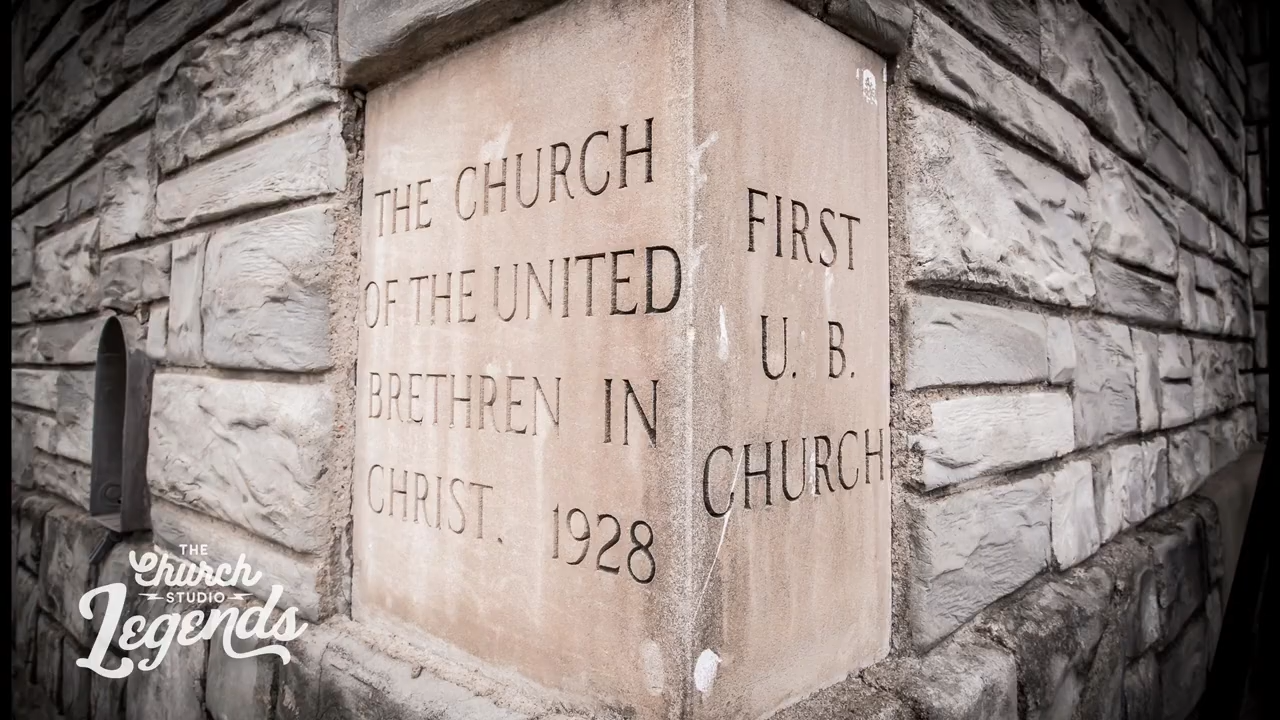 THE CHURCH
OF THE UNITED
BRETHREN IN
CHRIST. 1928
FIRST
U. B.
CHURCH
THE
Church
STUDIO
Legends